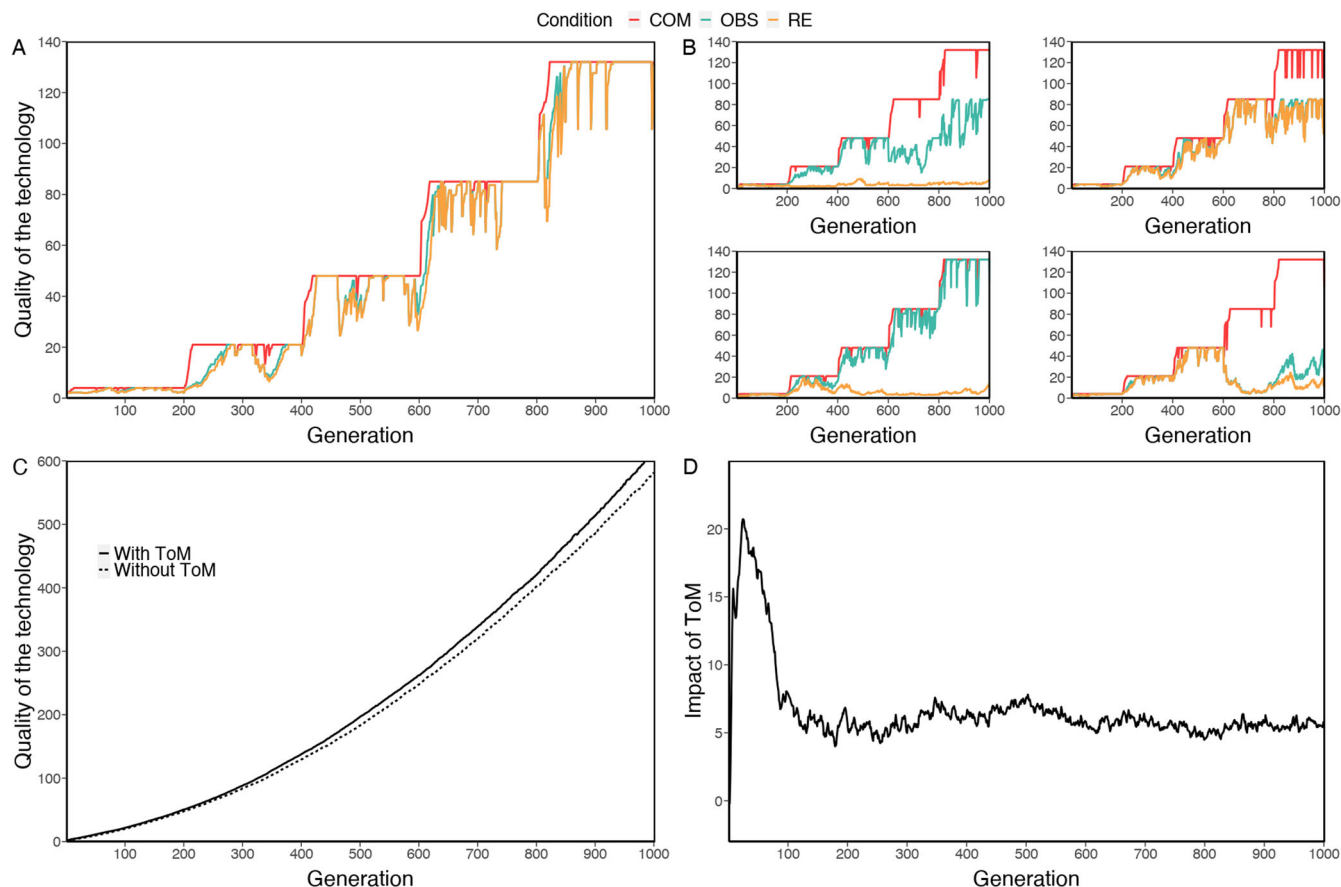 Condition COM OBS RE
A
Quality of the technology
140
120
100
80
60
40
20
0
100 200 300 400 500 600 700 800 900 1000
Generation
B
140
120
100
80
60
40
20
0
200 400 600 800 1000
Generation
140
120
100
80
60
40
20
0
200 400 600 800 1000
Generation
140
120
100
80
60
40
20
0
200 400 600 800 1000
Generation
140
120
100
80
60
40
20
0
200 400 600 800 1000
Generation
C
Quality of the technology
600
500
400
300
200
100
0
With ToM
Without ToM
100 200 300 400 500 600 700 800 900 1000
Generation
D
Impact of ToM
20
15
10
5
0
100 200 300 400 500 600 700 800 900 1000
Generation